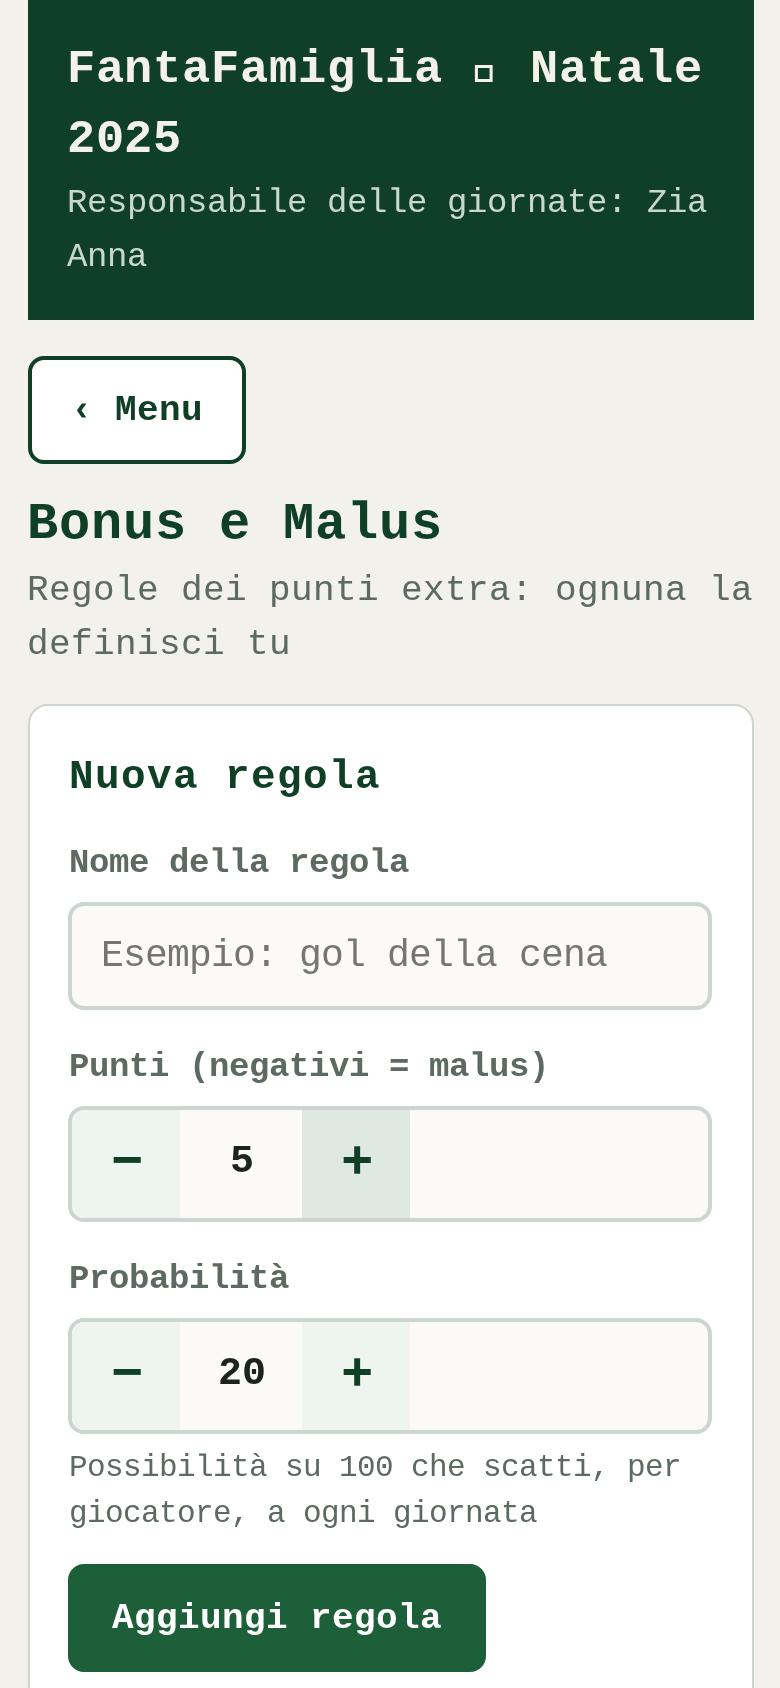 FantaFamiglia □ Natale
2025
Responsabile delle giornate: Zia
Anna
‹ Menu
Bonus e Malus
Regole dei punti extra: ognuna la
definisci tu
Nuova regola
Nome della regola
Esempio: gol della cena
Punti (negativi = malus)
− 5 +
Probabilità
− 20 +
Possibilità su 100 che scatti, per
giocatore, a ogni giornata
Aggiungi regola